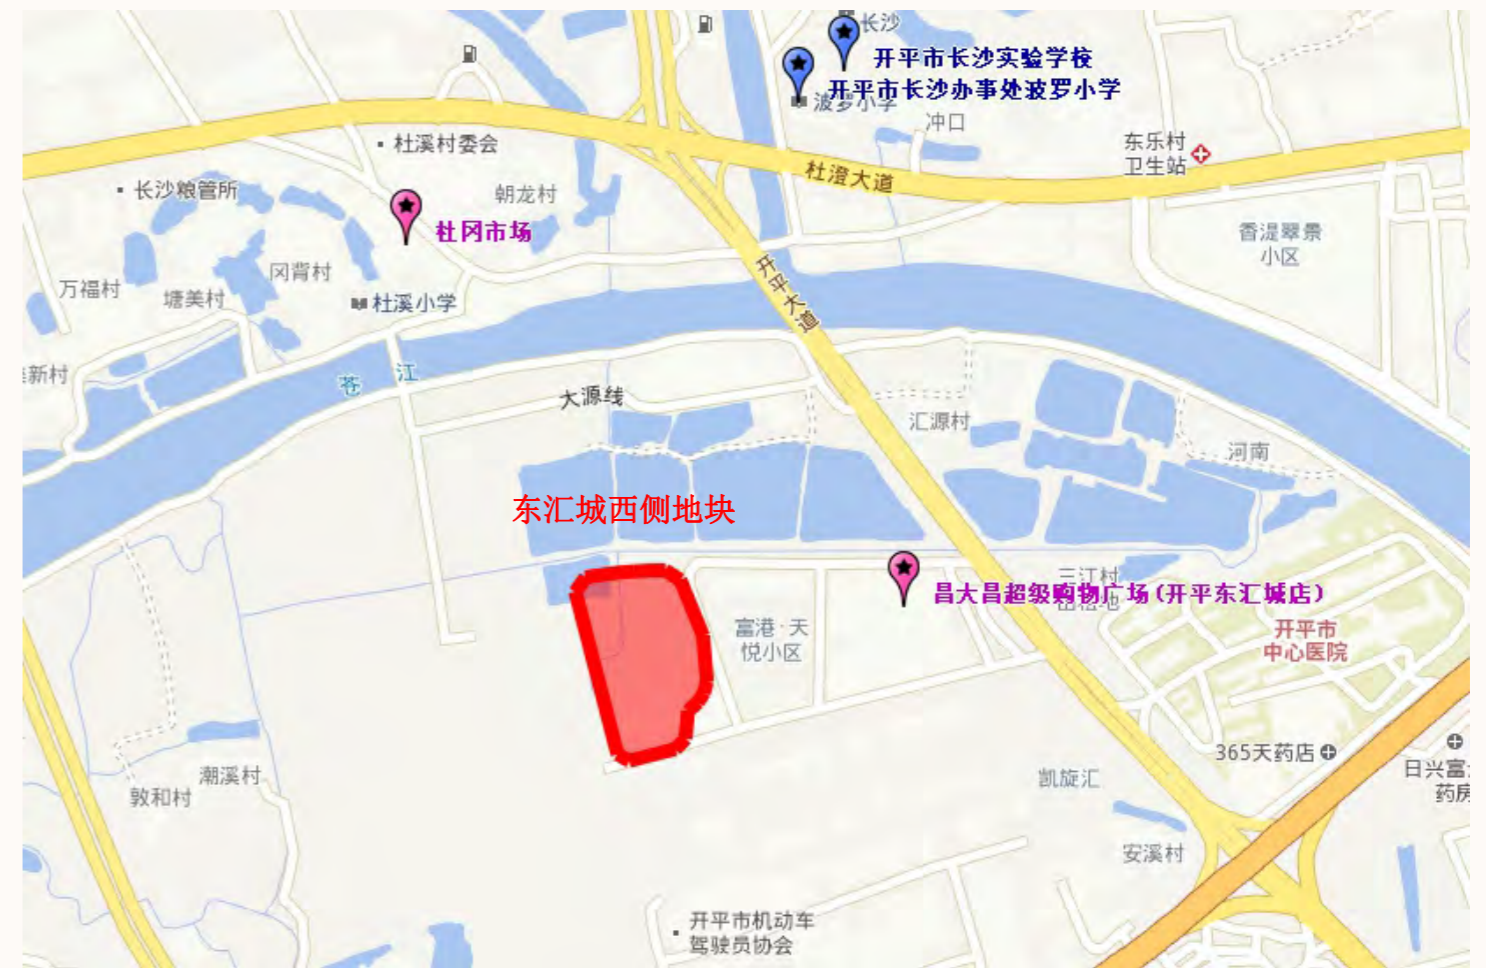 长沙
开平市长沙实验学校
开平市长沙办事处波罗小学
波罗小学
冲口
杜溪村委会
东乐村
卫生站
杜澄大道
长沙粮管所
朝龙村
杜冈市场
香湜翠景
小区
开平大道
冈背村
万福村
塘美村
杜溪小学
新村
苍江
大源线
汇源村
河南
东汇城西侧地块
三江村
昌大昌超级购物广场(开平东汇城店)
富港·天
悦小区
开平市
中心医院
365天药店
日兴富
药房
潮溪村
敦和村
凯旋汇
安溪村
开平市机动车
驾驶员协会